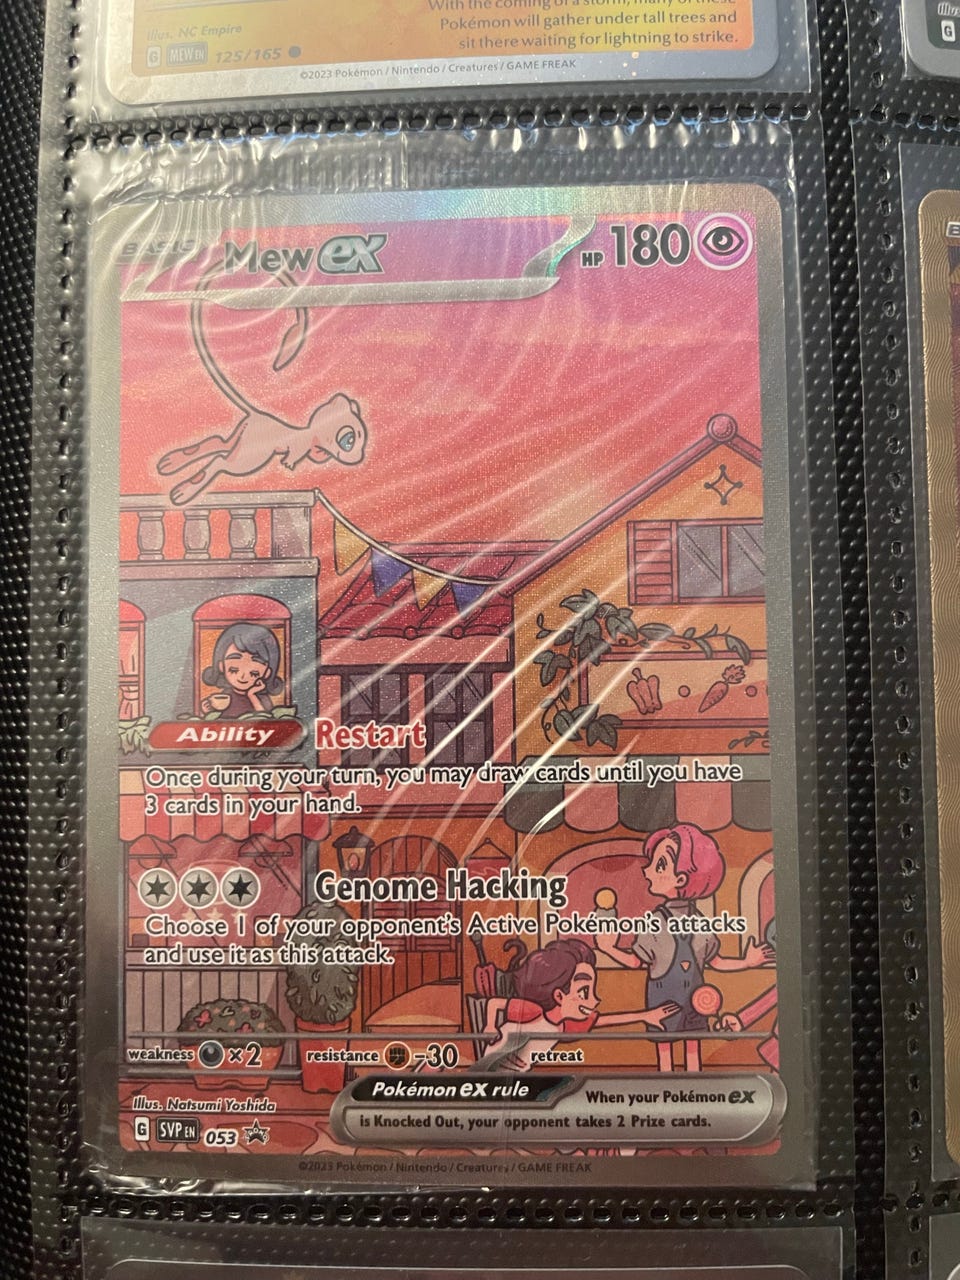 With the coming of a storm, many of these
Pokémon will gather under tall trees and
sit there waiting for lightning to strike.
Illus. NC Empire
G MEW EN 125/165
©2023 Pokémon / Nintendo / Creatures / GAME FREAK
BASIC Mew ex HP 180
Ability Restart
Once during your turn, you may draw cards until you have
3 cards in your hand.
Genome Hacking
Choose 1 of your opponent's Active Pokémon's attacks
and use it as this attack.
weakness ×2 resistance -30 retreat
Pokémon ex rule
When your Pokémon ex
is Knocked Out, your opponent takes 2 Prize cards.
Illus. Natsumi Yoshida
G SVP EN 053
©2023 Pokémon / Nintendo / Creatures / GAME FREAK